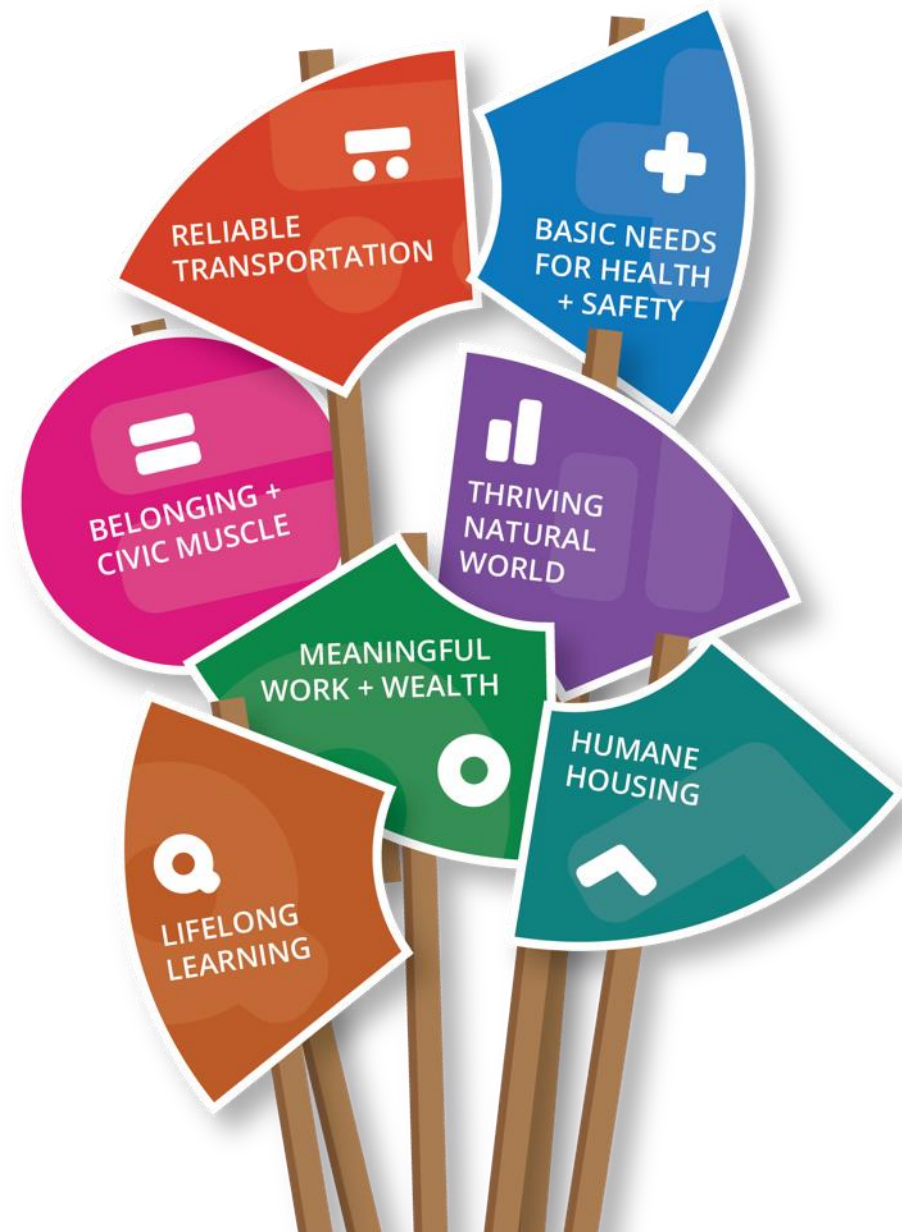 RELIABLE
TRANSPORTATION
BASIC NEEDS
FOR HEALTH
+ SAFETY
BELONGING +
CIVIC MUSCLE
THRIVING
NATURAL
WORLD
MEANINGFUL
WORK + WEALTH
HUMANE
HOUSING
LIFELONG
LEARNING